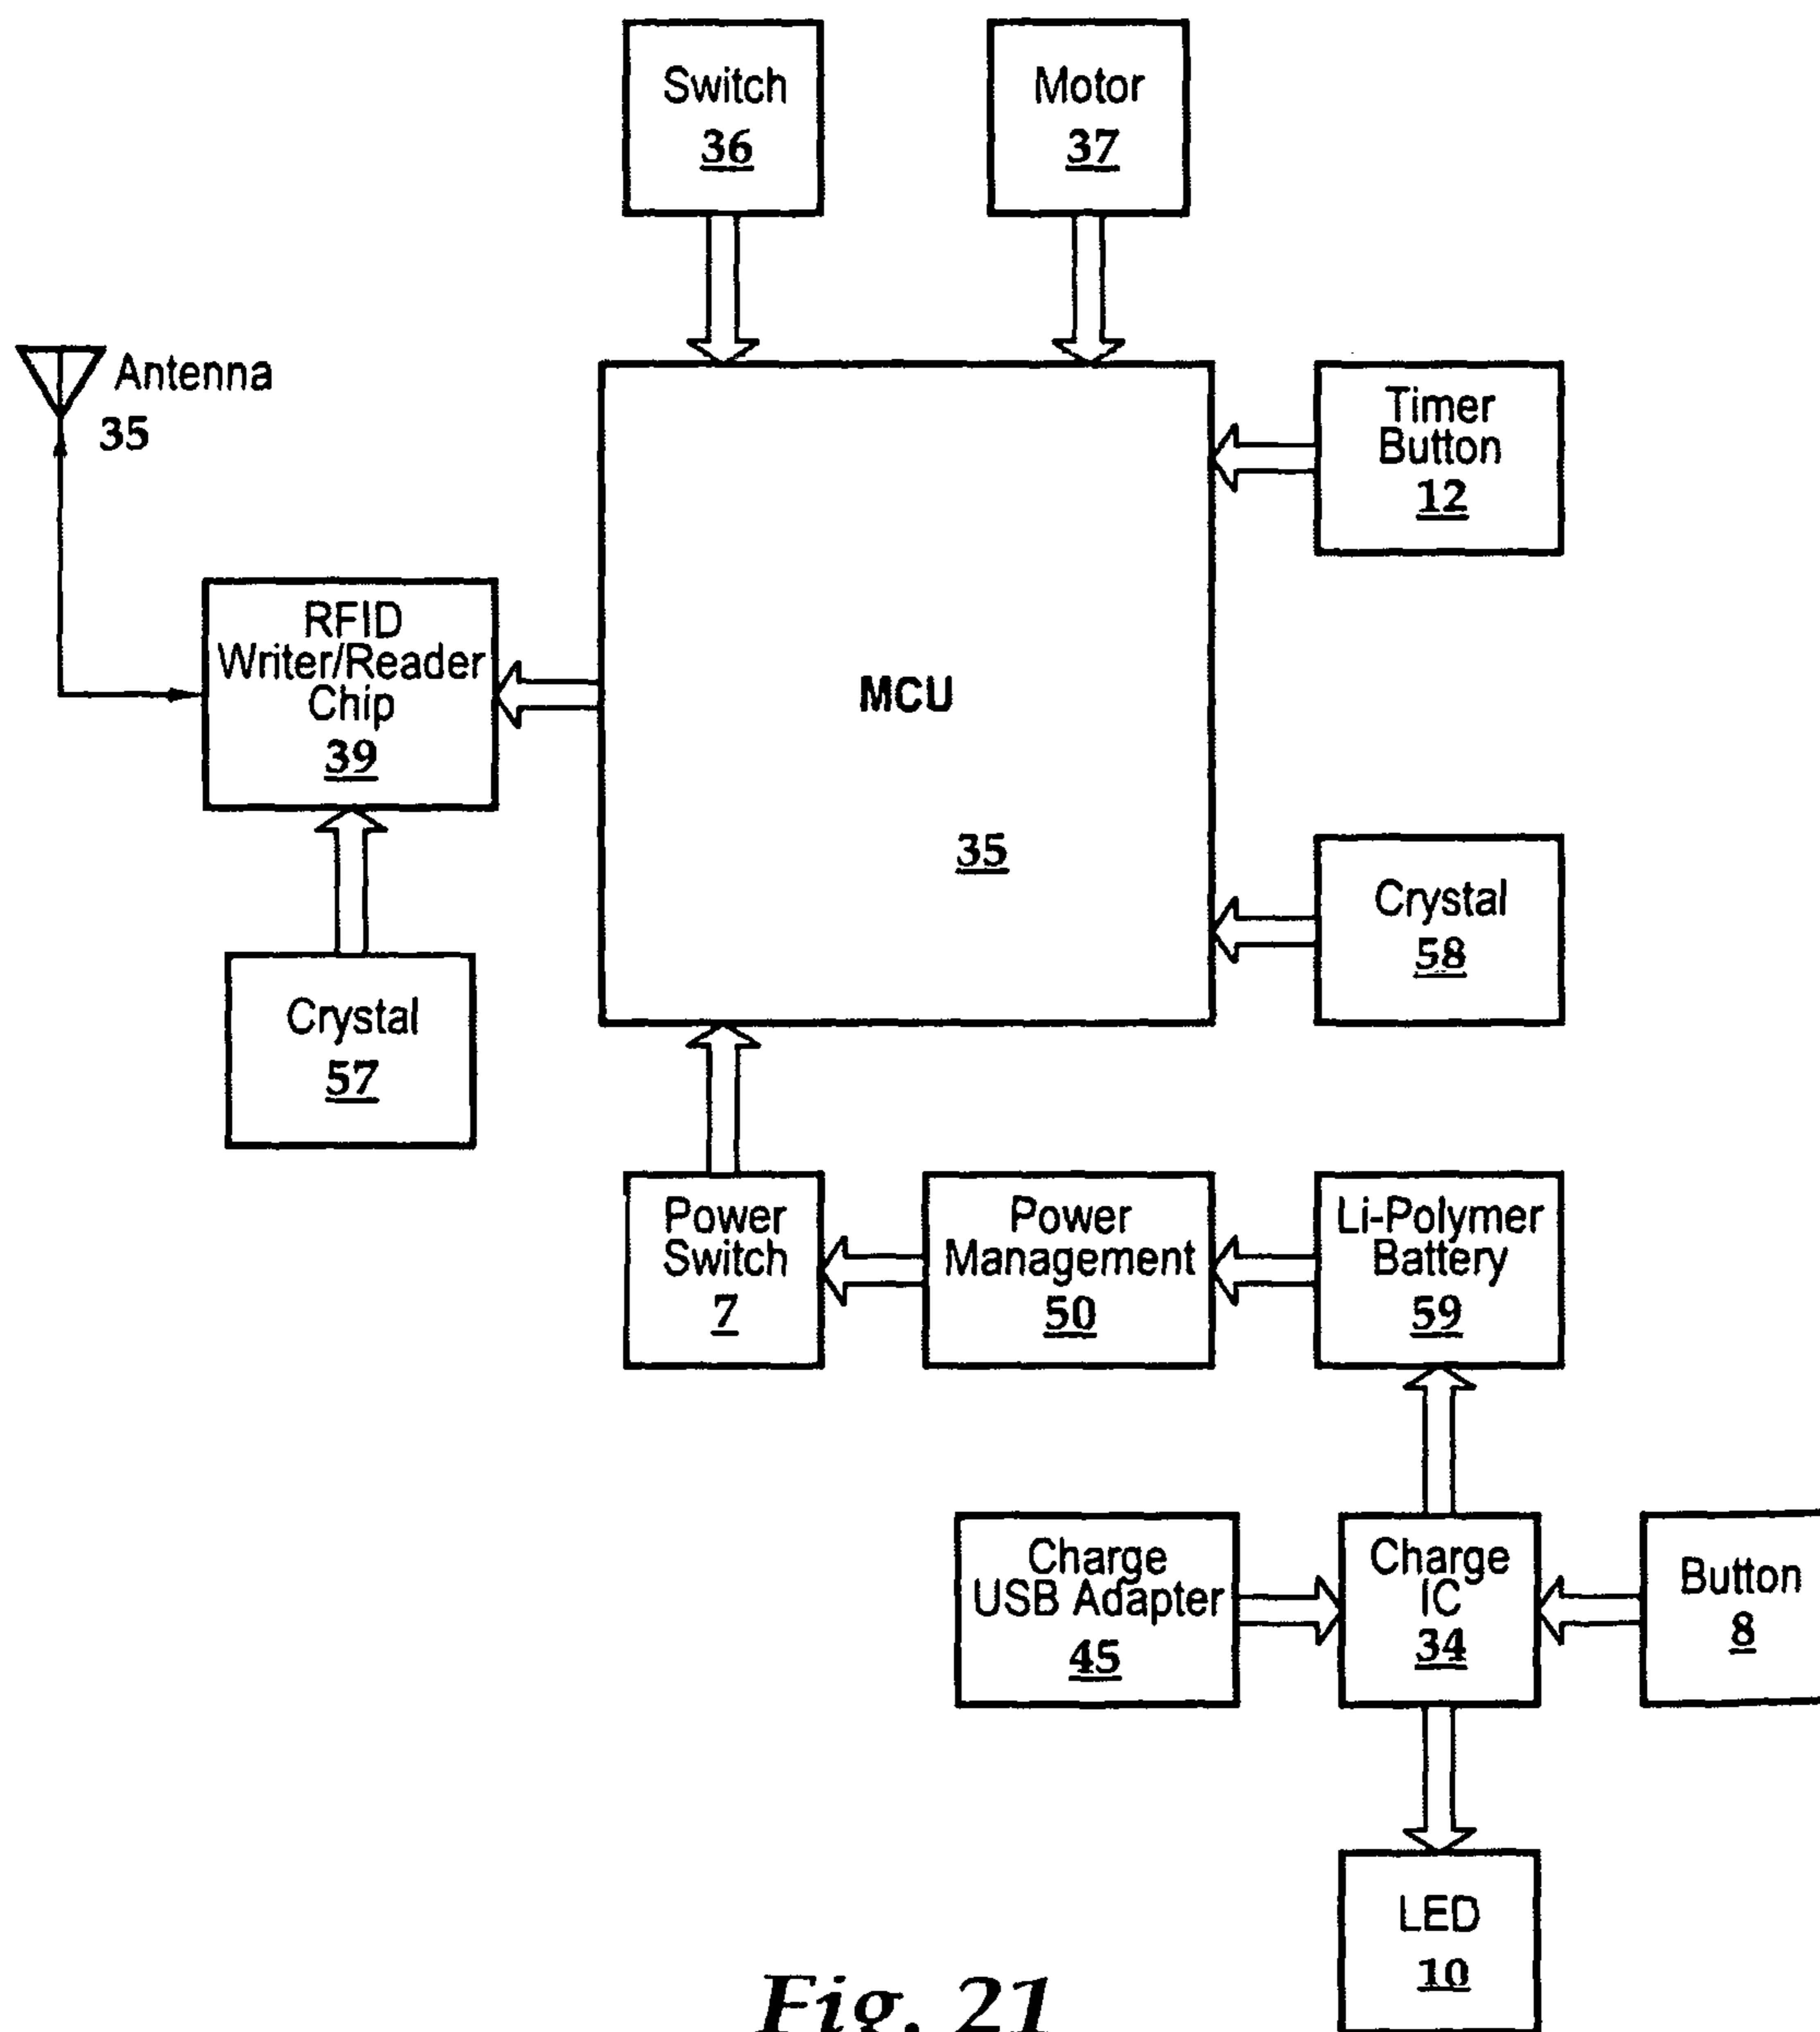 Switch
36
Motor
37
Antenna
35
Timer
Button
12
RFID
Writer/Reader
Chip
39
MCU
35
Crystal
58
Crystal
57
Power
Switch
7
Power
Management
50
Li-Polymer
Battery
59
Charge
USB Adapter
45
Charge
IC
34
Button
8
LED
10
Fig. 21